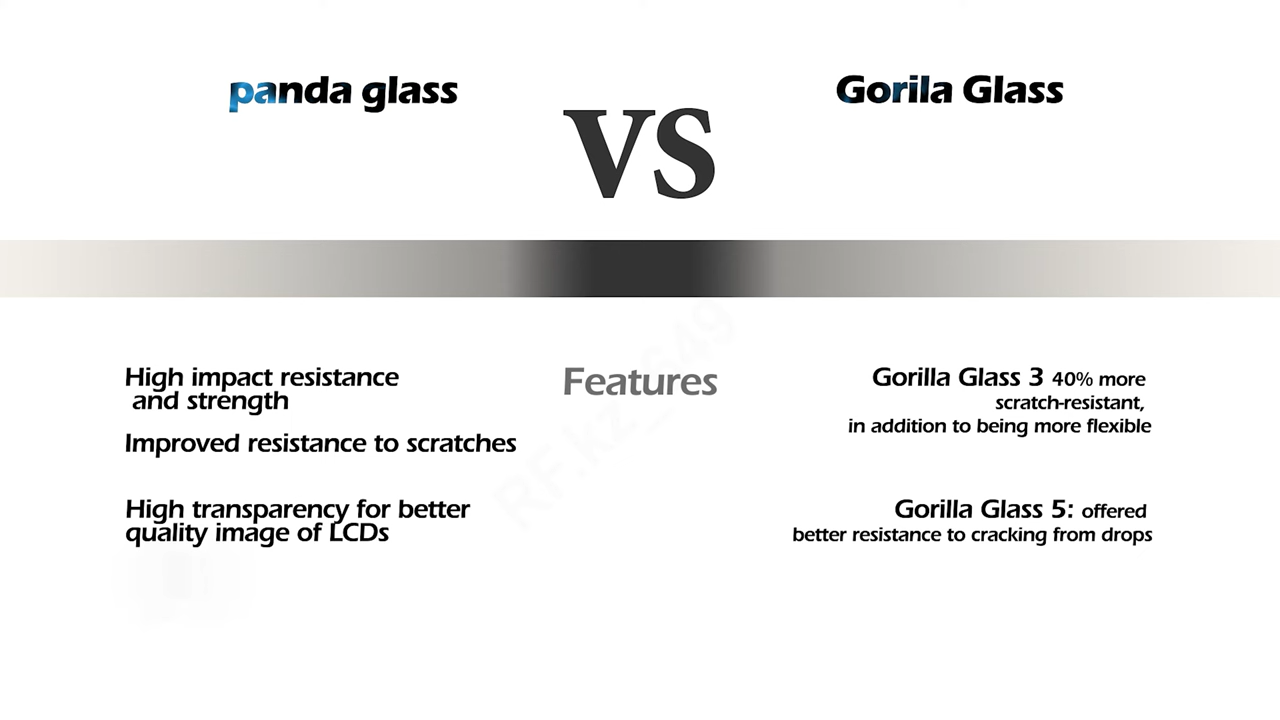 panda glass
VS
Gorila Glass
Features
High impact resistance
and strength
Improved resistance to scratches
High transparency for better
quality image of LCDs
Gorilla Glass 3 40% more
scratch-resistant,
in addition to being more flexible
Gorilla Glass 5: offered
better resistance to cracking from drops
RF.kz_649